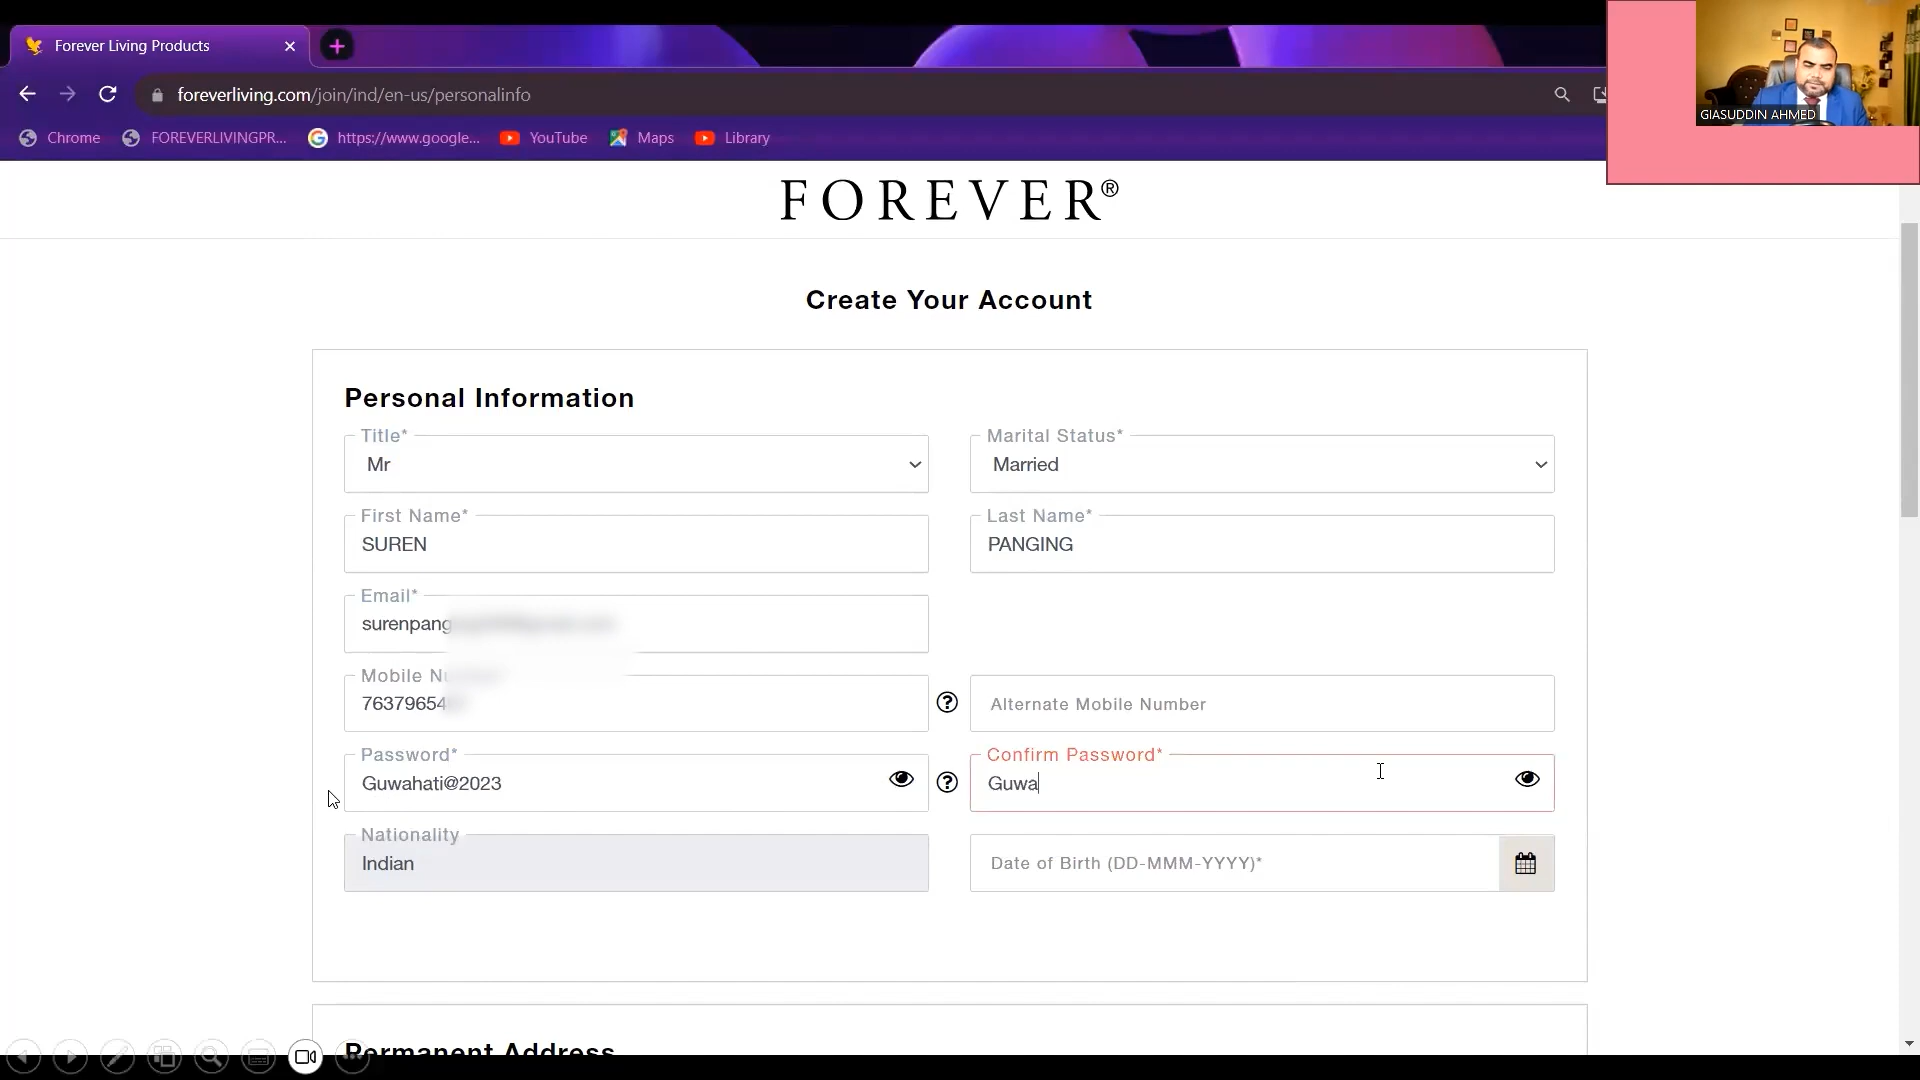 Forever Living Products
foreverliving.com/join/ind/en-us/personalinfo
Chrome FOREVERLIVINGPR... https://www.google... YouTube Maps Library
GIASUDDIN AHMED
FOREVER®
Create Your Account
Personal Information
Title* Marital Status*
Mr Married
First Name* Last Name*
SUREN PANGING
Email*
surenpang
Mobile
76379654 Alternate Mobile Number
Password* Confirm Password*
Guwahati@2023 Guwa
Nationality
Indian Date of Birth (DD-MMM-YYYY)*
Permanent Address